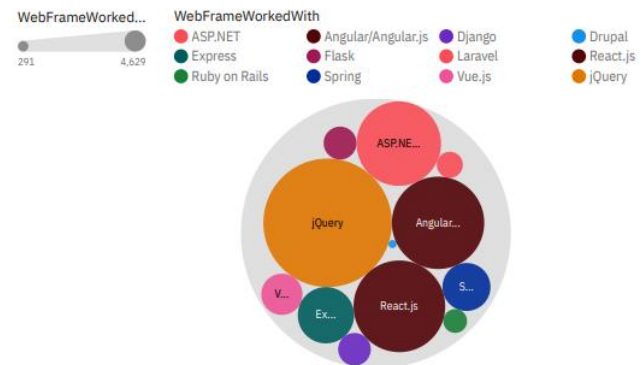 WebFrameWorked...
291 4,629
WebFrameWorkedWith
ASP.NET Angular/Angular.js Django Drupal
Express Flask Laravel React.js
Ruby on Rails Spring Vue.js jQuery
ASP.NE...
jQuery
Angular...
V...
Ex...
React.js
S...